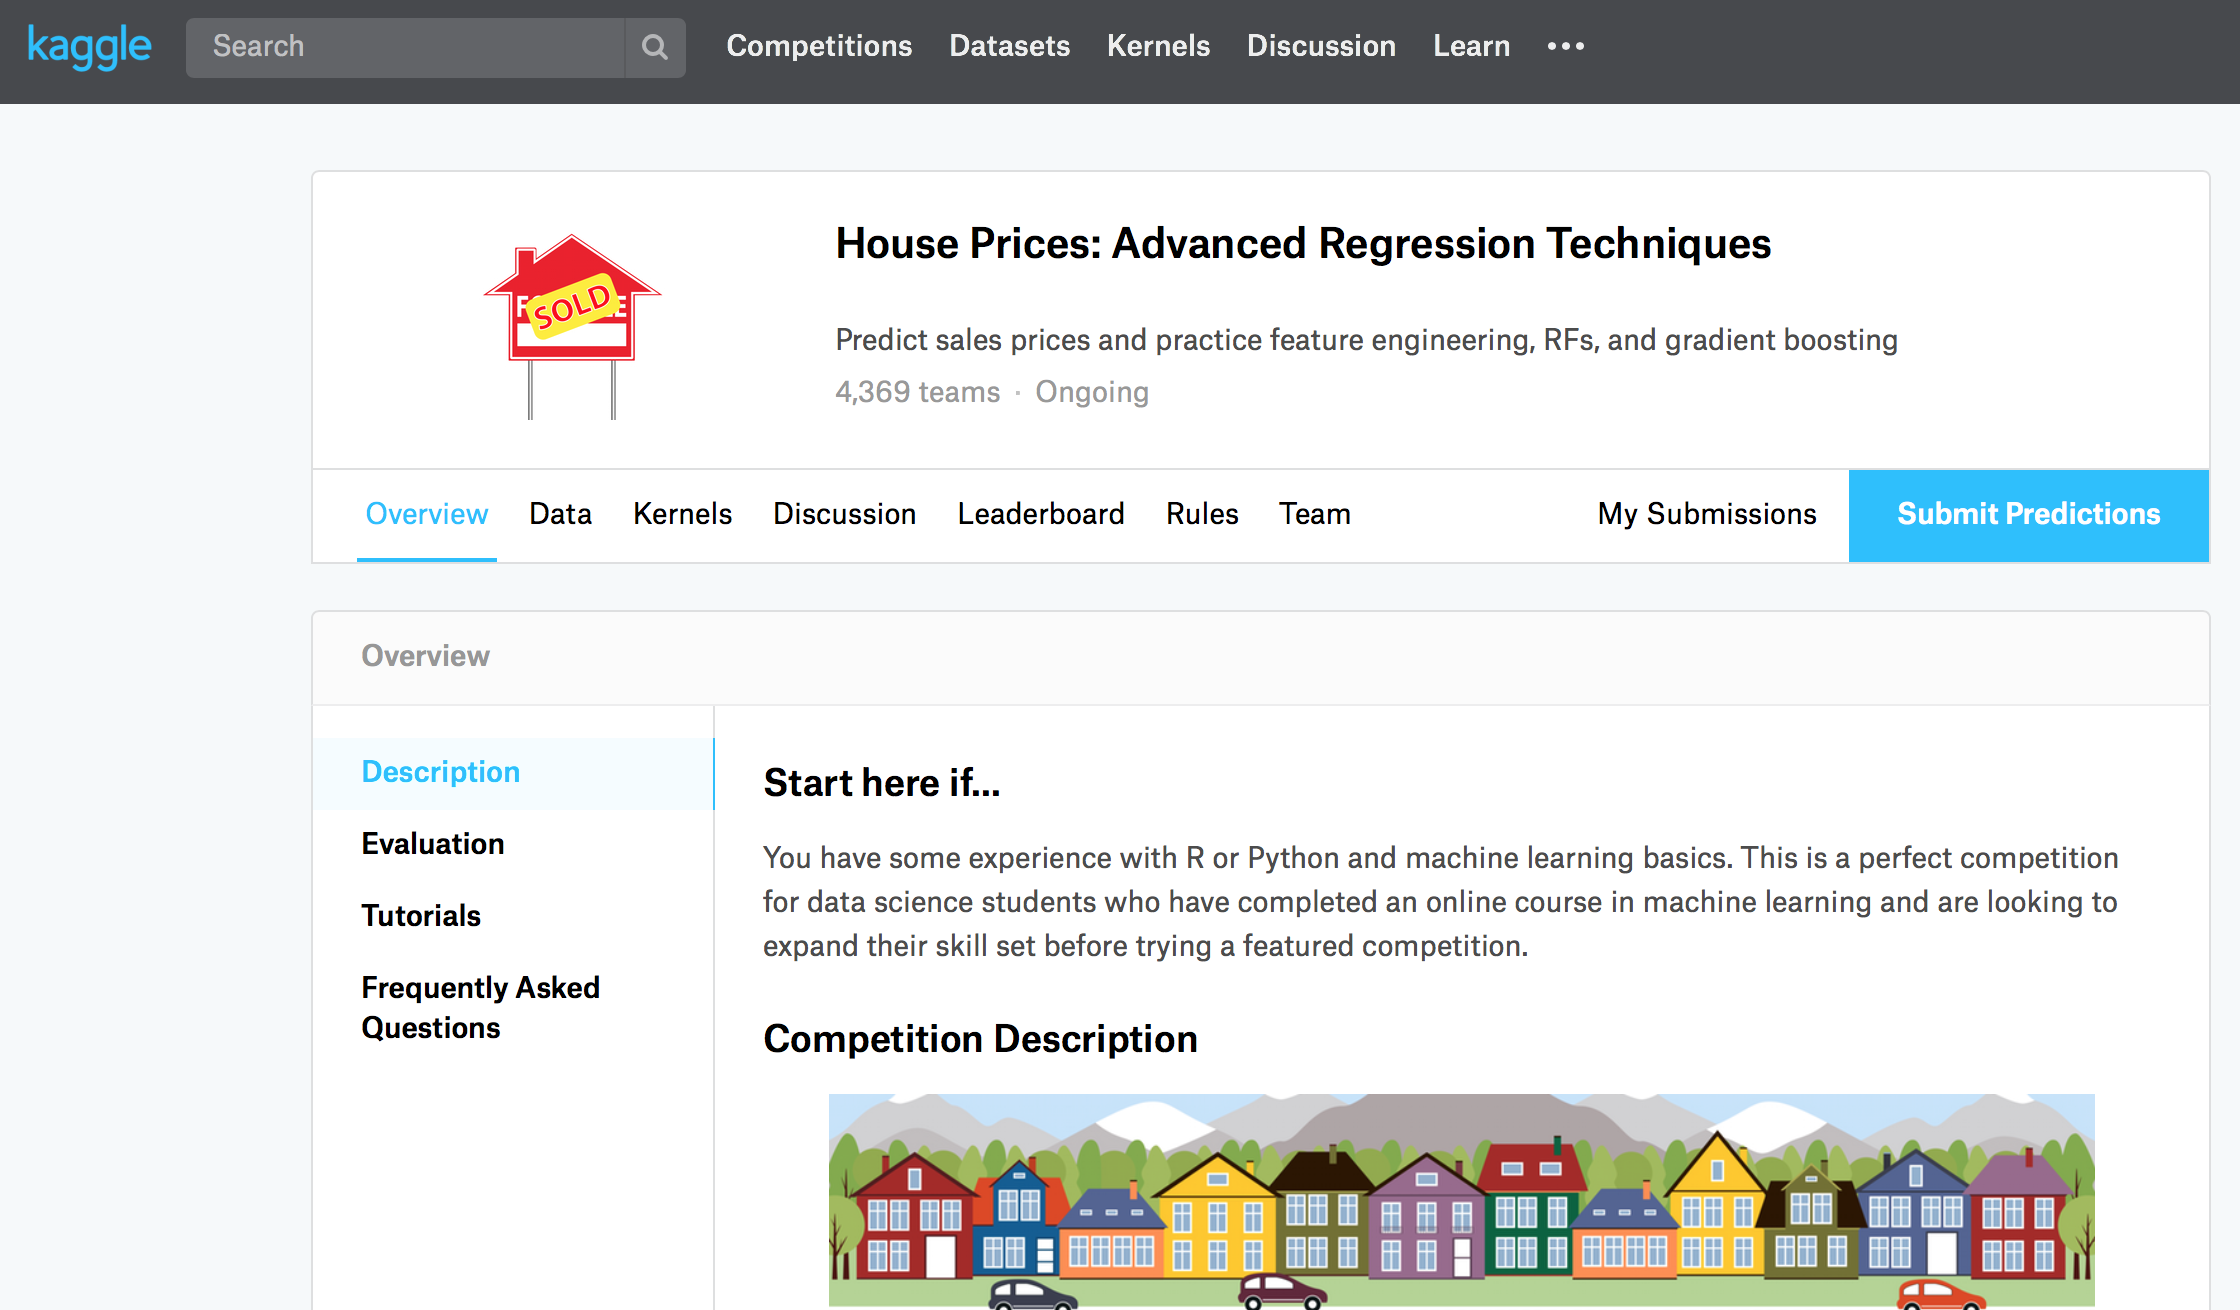 kaggle
Search
Competitions Datasets Kernels Discussion Learn
House Prices: Advanced Regression Techniques
SOLD
Predict sales prices and practice feature engineering, RFs, and gradient boosting
4,369 teams · Ongoing
Overview Data Kernels Discussion Leaderboard Rules Team My Submissions Submit Predictions
Overview
Description
Evaluation
Tutorials
Frequently Asked
Questions
Start here if...
You have some experience with R or Python and machine learning basics. This is a perfect competition
for data science students who have completed an online course in machine learning and are looking to
expand their skill set before trying a featured competition.
Competition Description